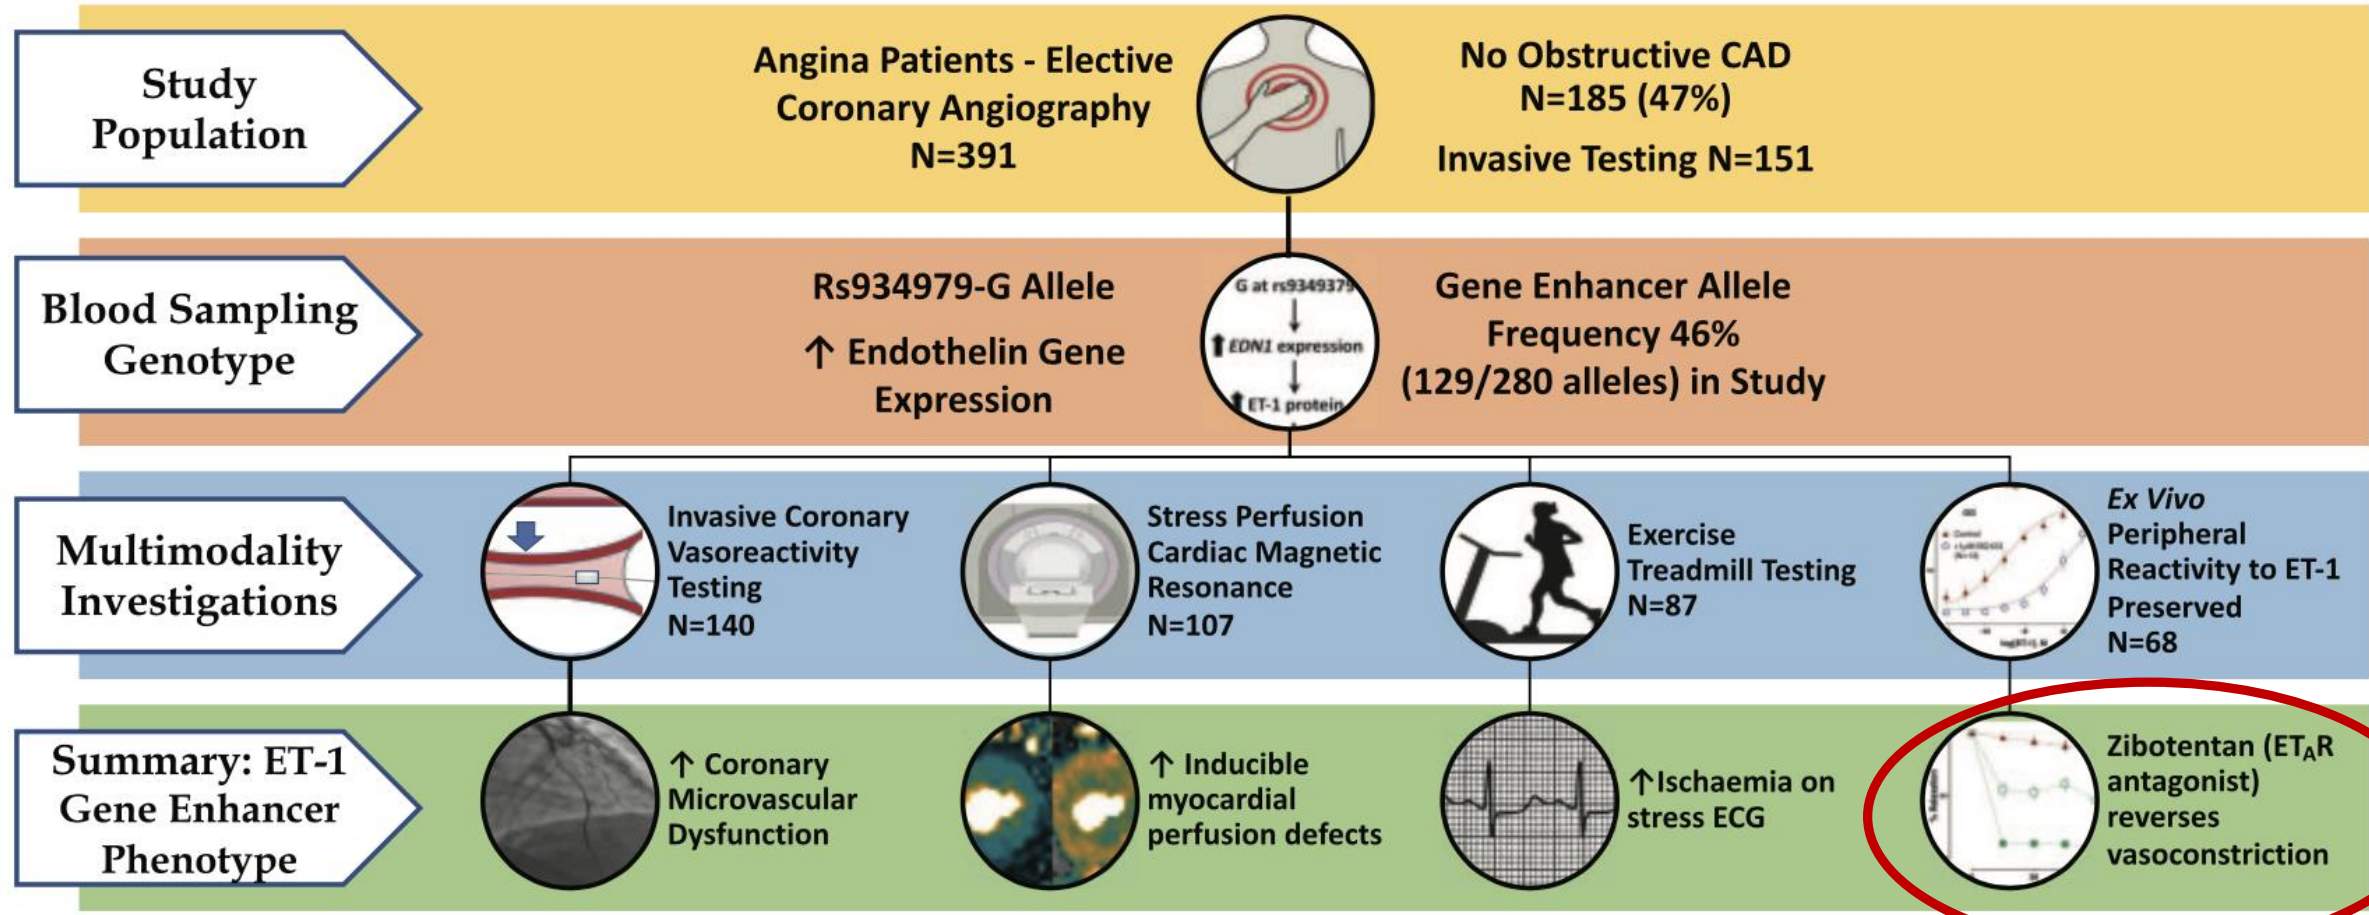 Study
Population
Angina Patients - Elective
Coronary Angiography
N=391
No Obstructive CAD
N=185 (47%)
Invasive Testing N=151
Blood Sampling
Genotype
Rs934979-G Allele
↑ Endothelin Gene
Expression
G at rs9349379
EDN1 expression
ET-1 protein
Gene Enhancer Allele
Frequency 46%
(129/280 alleles) in Study
Multimodality
Investigations
Invasive Coronary
Vasoreactivity
Testing
N=140
Stress Perfusion
Cardiac Magnetic
Resonance
N=107
Exercise
Treadmill Testing
N=87
Ex Vivo
Peripheral
Reactivity to ET-1
Preserved
N=68
Summary: ET-1
Gene Enhancer
Phenotype
↑ Coronary
Microvascular
Dysfunction
↑ Inducible
myocardial
perfusion defects
↑Ischaemia on
stress ECG
Zibotentan (ETAR
antagonist)
reverses
vasoconstriction